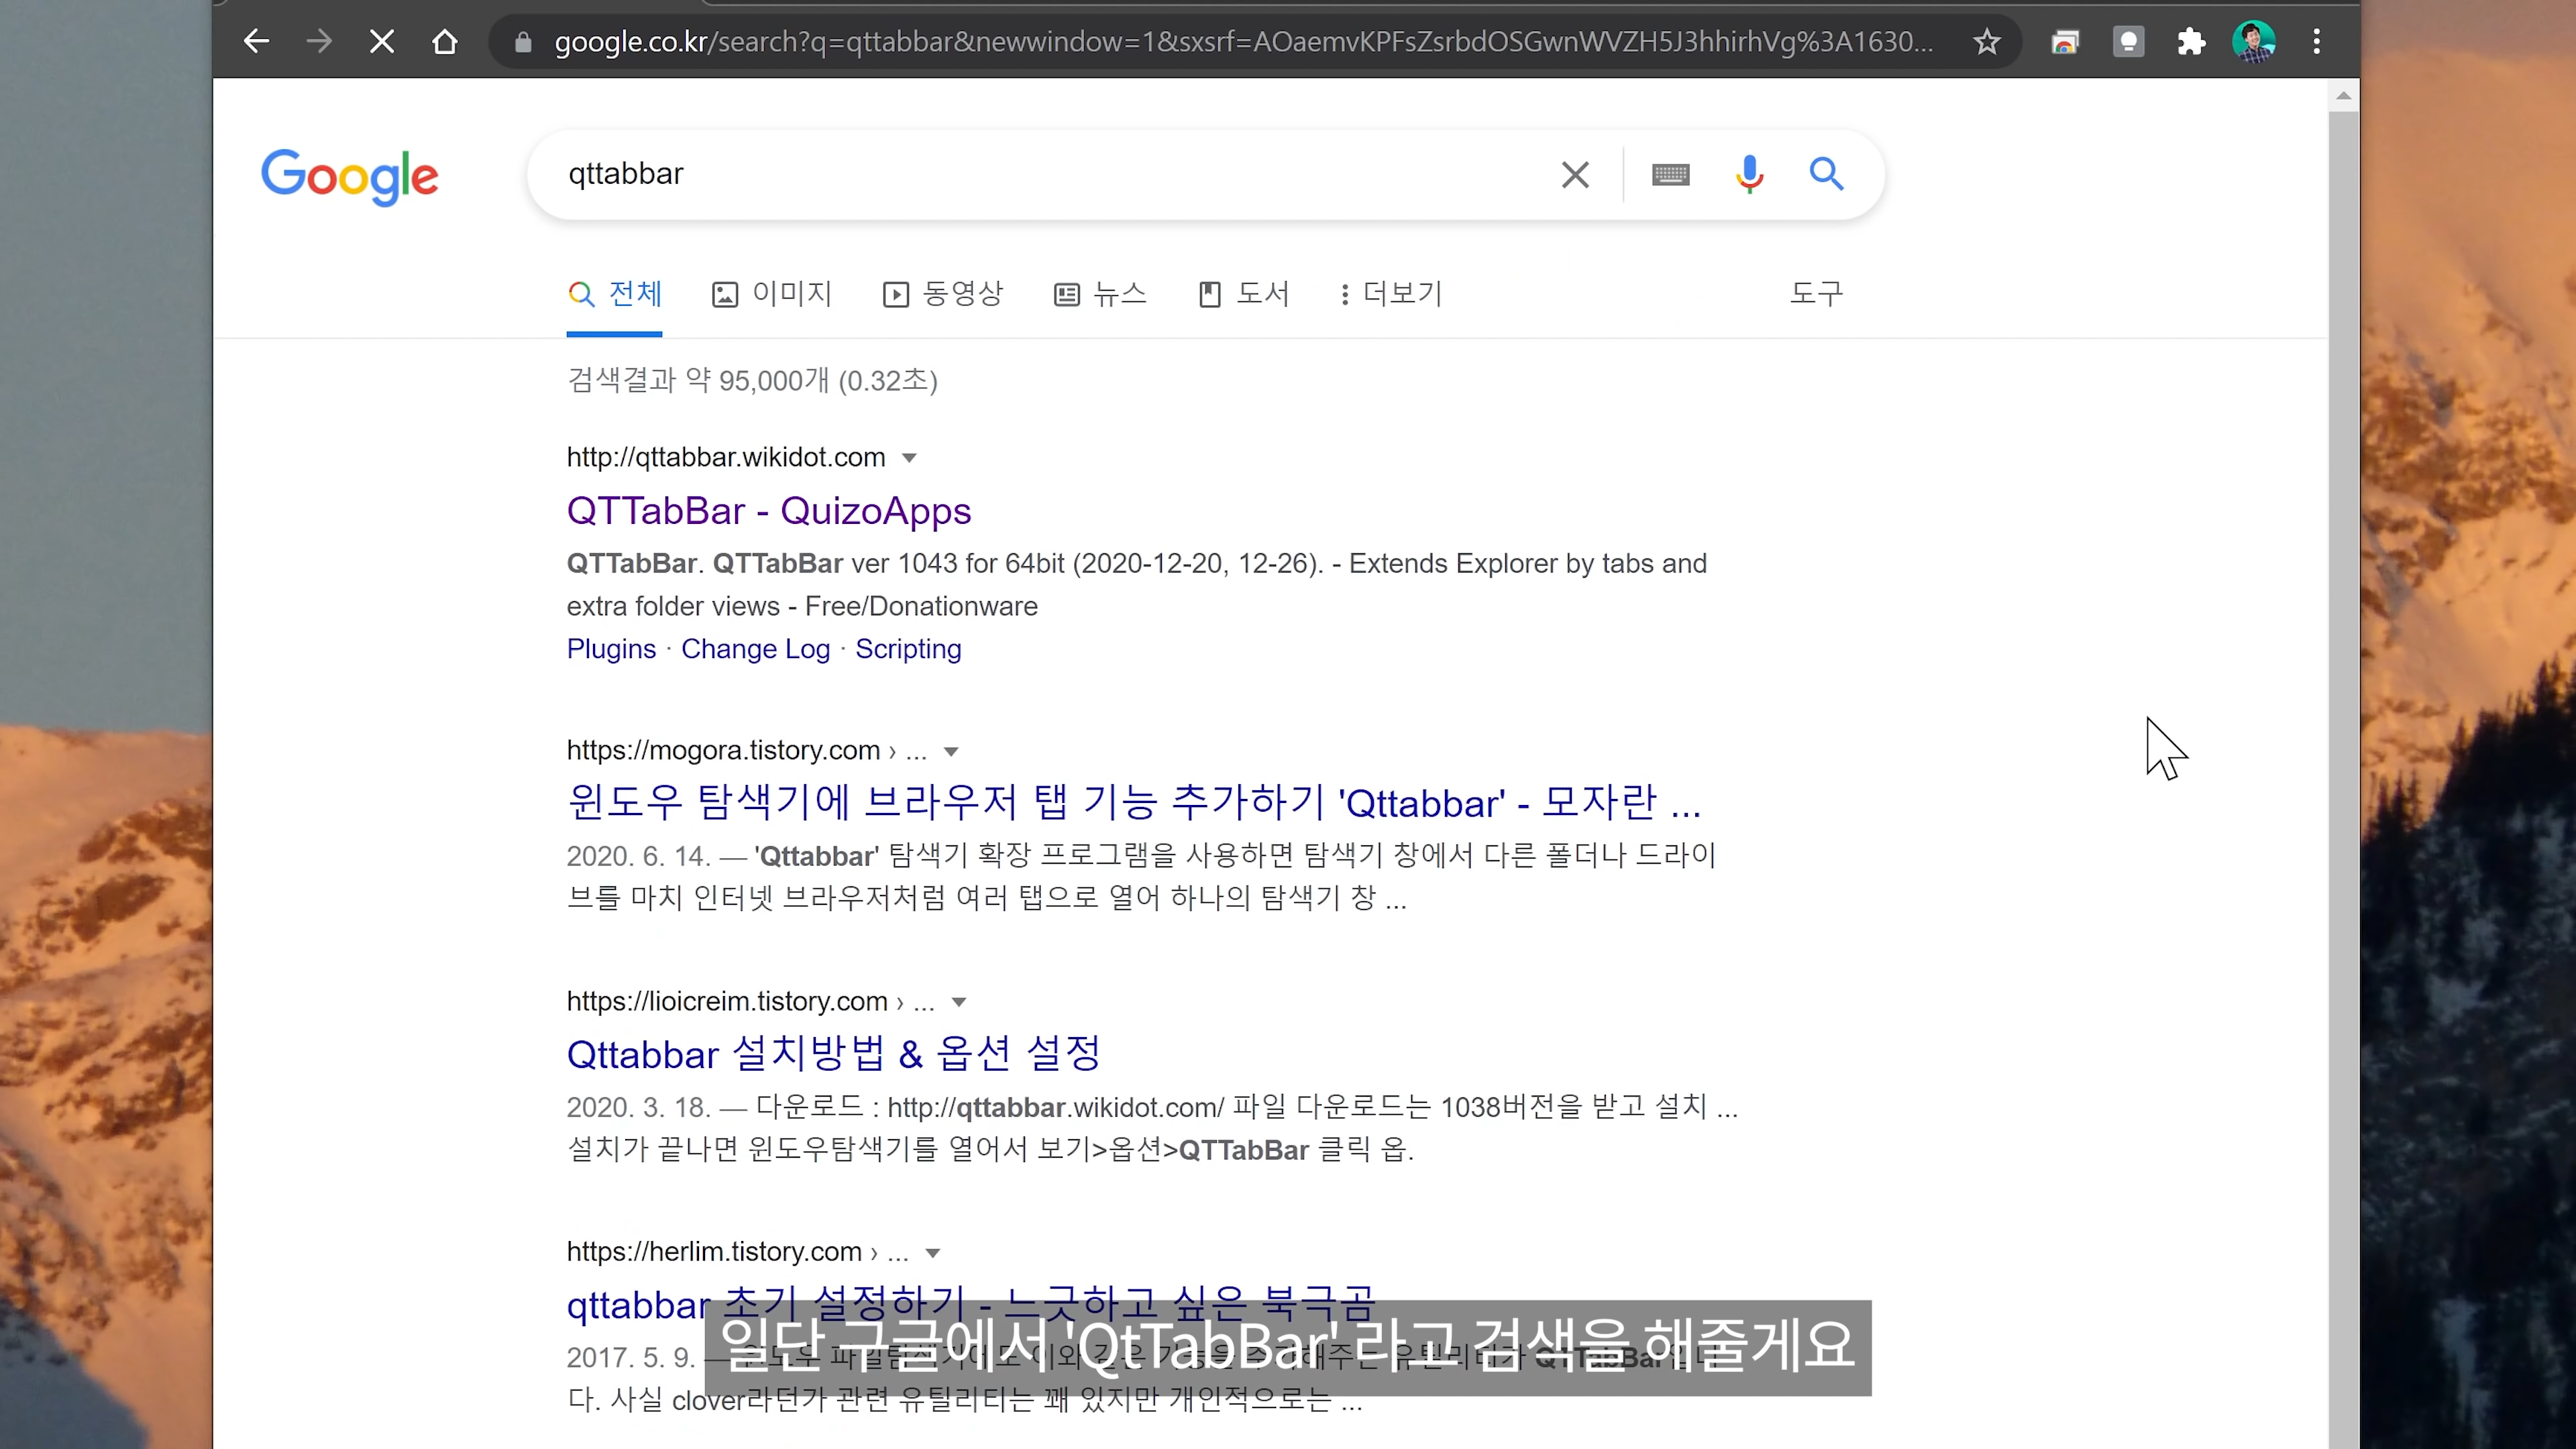 google.co.kr/search?q=qttabbar&newwindow=1&sxsrf=AOaemvKPFsZsrbdOSGwnWVZH5J3hhirhVg%3A1630...
Google
qttabbar
전체 이미지 동영상 뉴스 도서 더보기 도구
검색결과 약 95,000개 (0.32초)
http://qttabbar.wikidot.com
QTTabBar - QuizoApps
QTTabBar. QTTabBar ver 1043 for 64bit (2020-12-20, 12-26). - Extends Explorer by tabs and
extra folder views - Free/Donationware
Plugins · Change Log · Scripting
https://mogora.tistory.com › ...
윈도우 탐색기에 브라우저 탭 기능 추가하기 'Qttabbar' - 모자란 ...
2020. 6. 14. — 'Qttabbar' 탐색기 확장 프로그램을 사용하면 탐색기 창에서 다른 폴더나 드라이
브를 마치 인터넷 브라우저처럼 여러 탭으로 열어 하나의 탐색기 창 ...
https://lioicreim.tistory.com › ...
Qttabbar 설치방법 & 옵션 설정
2020. 3. 18. — 다운로드 : http://qttabbar.wikidot.com/ 파일 다운로드는 1038버전을 받고 설치 ...
설치가 끝나면 윈도우탐색기를 열어서 보기>옵션>QTTabBar 클릭 옵.
https://herlim.tistory.com › ...
qttabbar 초기 설정하기 - 느긋하고 싶은 북극곰
일단 구글에서 'QtTabBar' 라고 검색을 해줄게요
2017. 5. 9. —
다. 사실 clover라던가 관련 유틸리티는 꽤 있지만 개인적으로는 ...